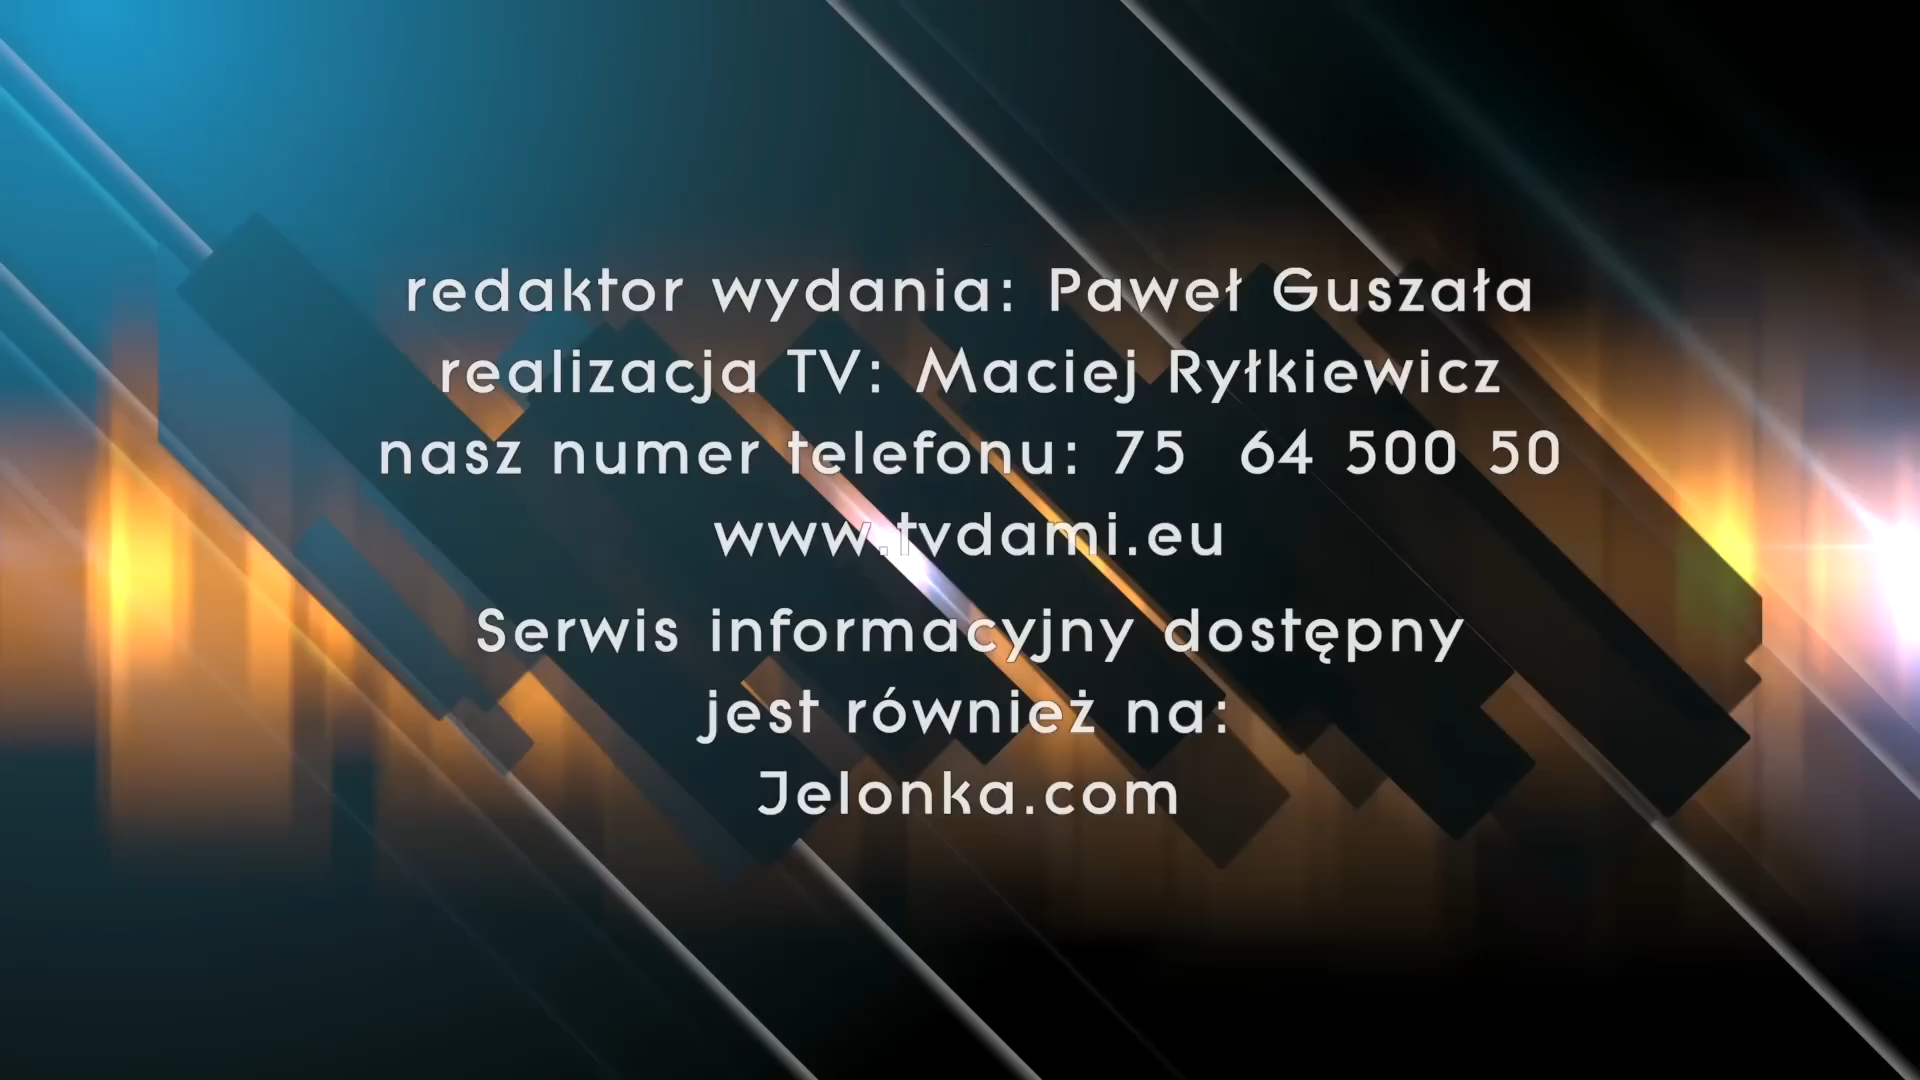 redaktor wydania: Paweł Guszała
realizacja TV: Maciej Ryłkiewicz
nasz numer telefonu: 75 64 500 50
www.tvdami.eu
Serwis informacyjny dostępny
jest również na:
Jelonka.com